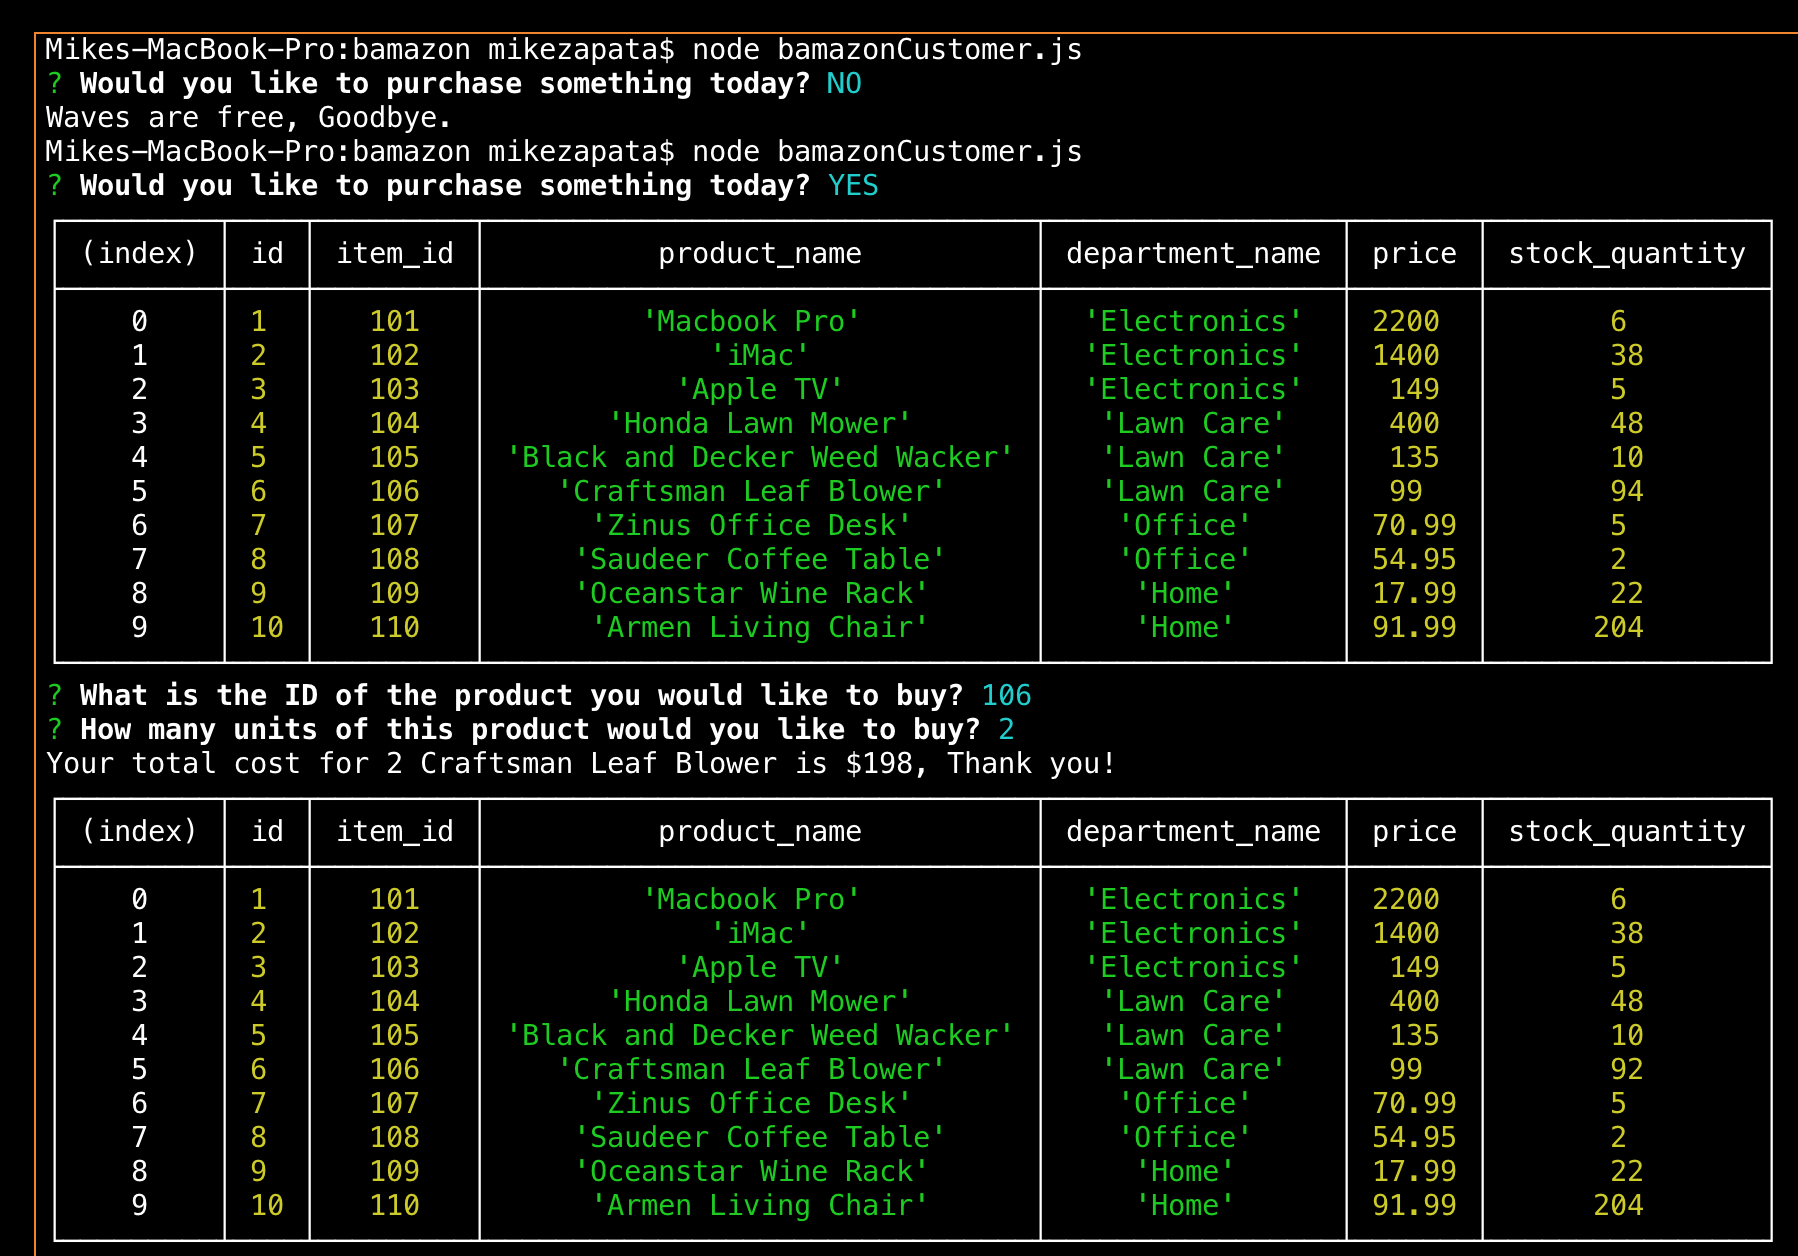 Mikes-MacBook-Pro:bamazon mikezapata$ node bamazonCustomer.js
? Would you like to purchase something today? NO
Waves are free, Goodbye.
Mikes-MacBook-Pro:bamazon mikezapata$ node bamazonCustomer.js
? Would you like to purchase something today? YES
(index) id item_id product_name department_name price stock_quantity
0 1 101 'Macbook Pro' 'Electronics' 2200 6
1 2 102 'iMac' 'Electronics' 1400 38
2 3 103 'Apple TV' 'Electronics' 149 5
3 4 104 'Honda Lawn Mower' 'Lawn Care' 400 48
4 5 105 'Black and Decker Weed Wacker' 'Lawn Care' 135 10
5 6 106 'Craftsman Leaf Blower' 'Lawn Care' 99 94
6 7 107 'Zinus Office Desk' 'Office' 70.99 5
7 8 108 'Saudeer Coffee Table' 'Office' 54.95 2
8 9 109 'Oceanstar Wine Rack' 'Home' 17.99 22
9 10 110 'Armen Living Chair' 'Home' 91.99 204
? What is the ID of the product you would like to buy? 106
? How many units of this product would you like to buy? 2
Your total cost for 2 Craftsman Leaf Blower is $198, Thank you!
(index) id item_id product_name department_name price stock_quantity
0 1 101 'Macbook Pro' 'Electronics' 2200 6
1 2 102 'iMac' 'Electronics' 1400 38
2 3 103 'Apple TV' 'Electronics' 149 5
3 4 104 'Honda Lawn Mower' 'Lawn Care' 400 48
4 5 105 'Black and Decker Weed Wacker' 'Lawn Care' 135 10
5 6 106 'Craftsman Leaf Blower' 'Lawn Care' 99 92
6 7 107 'Zinus Office Desk' 'Office' 70.99 5
7 8 108 'Saudeer Coffee Table' 'Office' 54.95 2
8 9 109 'Oceanstar Wine Rack' 'Home' 17.99 22
9 10 110 'Armen Living Chair' 'Home' 91.99 204